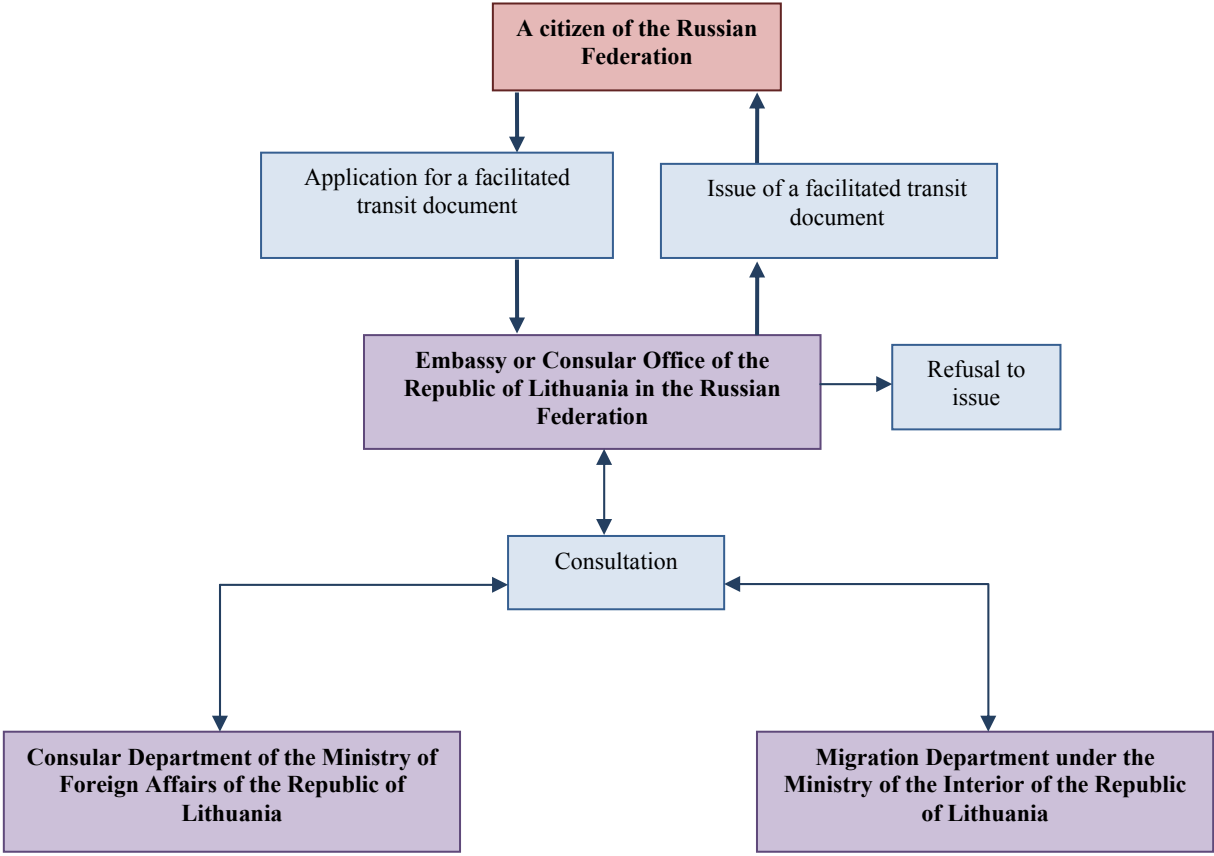 A citizen of the Russian
Federation
Application for a facilitated
transit document
Issue of a facilitated transit
document
Embassy or Consular Office of the
Republic of Lithuania in the Russian
Federation
Refusal to
issue
Consultation
Consular Department of the Ministry of
Foreign Affairs of the Republic of
Lithuania
Migration Department under the
Ministry of the Interior of the Republic
of Lithuania